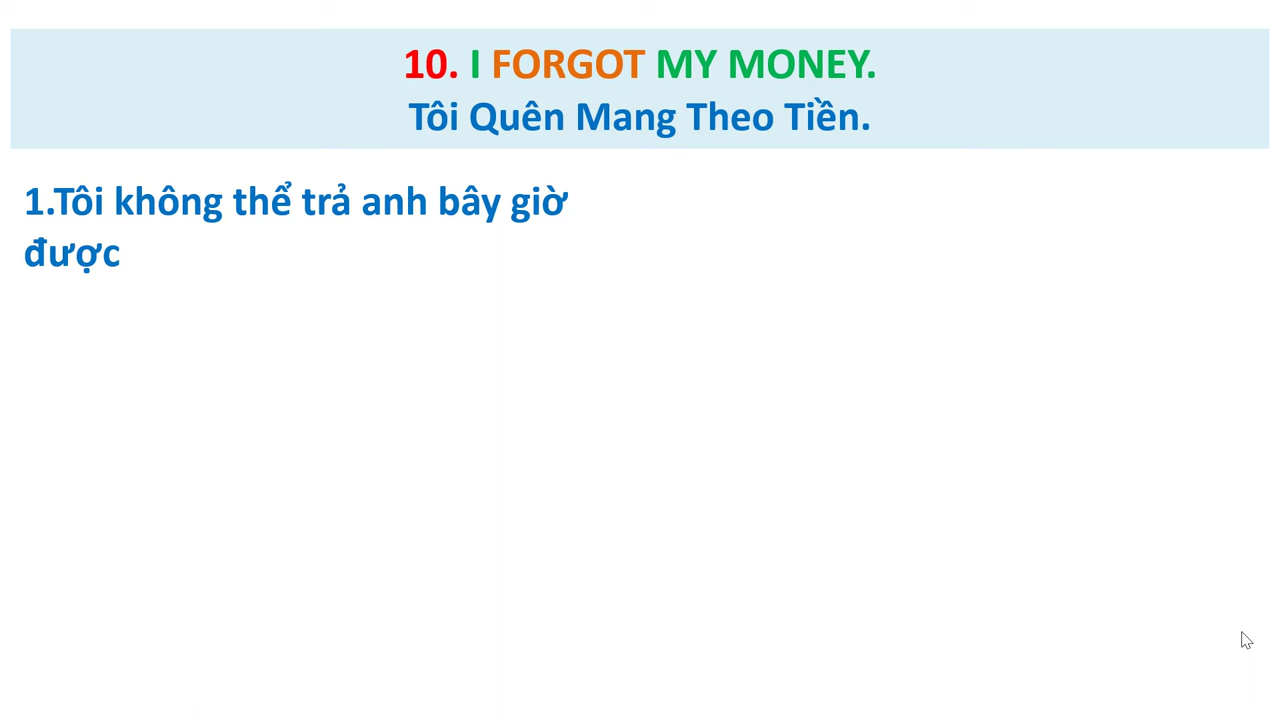 10. I FORGOT MY MONEY.
Tôi Quên Mang Theo Tiền.
1.Tôi không thể trả anh bây giờ
được